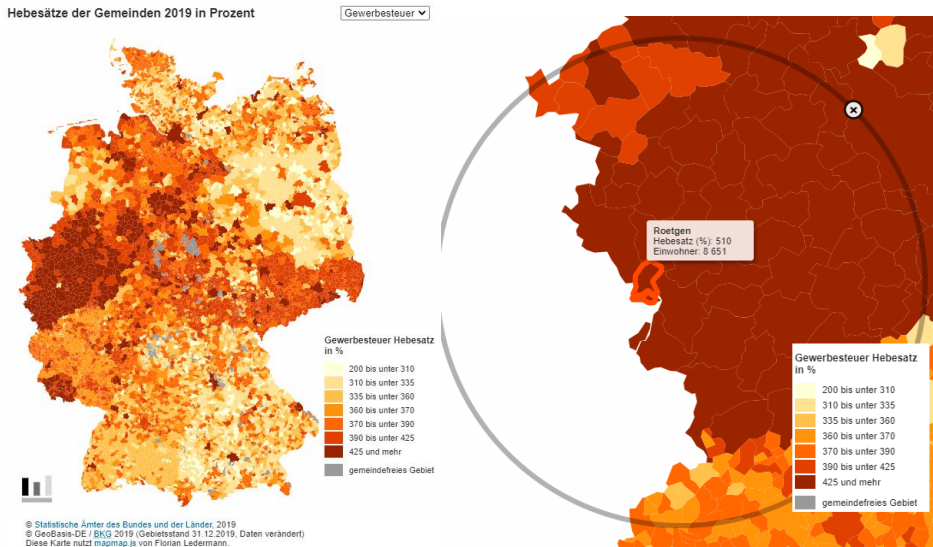 Hebesätze der Gemeinden 2019 in Prozent
Gewerbesteuer
Gewerbesteuer Hebesatz
in %
200 bis unter 310
310 bis unter 335
335 bis unter 360
360 bis unter 370
370 bis unter 390
390 bis unter 425
425 und mehr
gemeindefreies Gebiet
© Statistische Ämter des Bundes und der Länder, 2019
© GeoBasis-DE / BKG 2019 (Gebietsstand 31.12.2019, Daten verändert)
Diese Karte nutzt mapmap.js von Florian Ledermann.
Roetgen
Hebesatz (%): 510
Einwohner: 8 651
Gewerbesteuer Hebesatz
in %
200 bis unter 310
310 bis unter 335
335 bis unter 360
360 bis unter 370
370 bis unter 390
390 bis unter 425
425 und mehr
gemeindefreies Gebiet